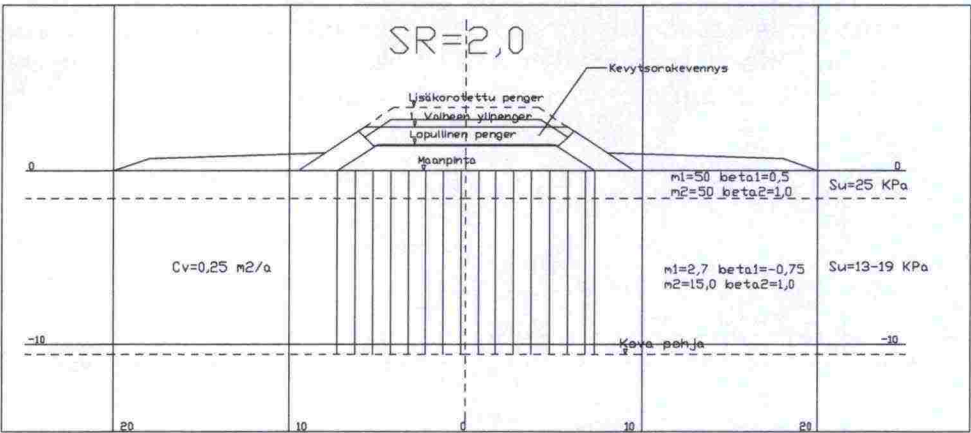 SR=2,0
Kevytsorakevennys
Lisäkorotettu penger
1. Vaiheen ylipenger
Lopullinen penger
Maanpinta
0
0
m1=50 beta1=0,5
m2=50 beta2=1,0
Su=25 KPa
Cv=0,25 m2/a
m1=2,7 beta1=-0,75
m2=15,0 beta2=1,0
Su=13-19 KPa
-10
-10
Kova pohja
20
10
0
10
20